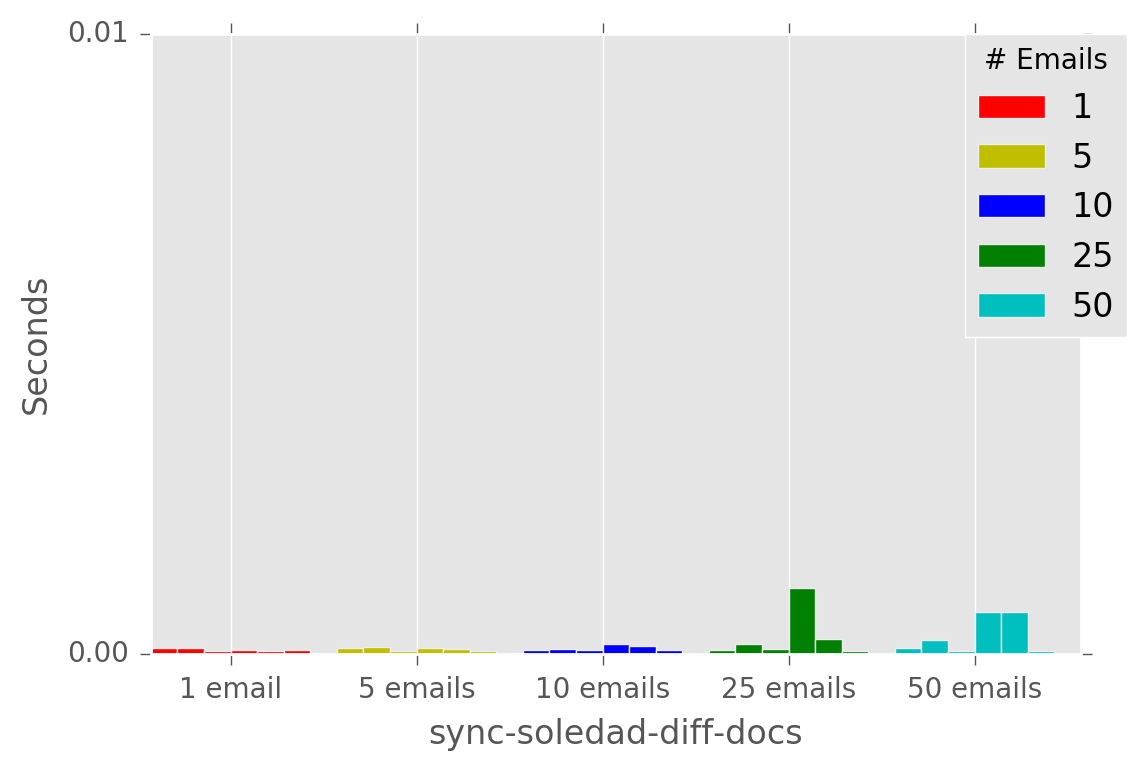 0.01
0.00
Seconds
# Emails
1
5
10
25
50
1 email
5 emails
10 emails
25 emails
50 emails
sync-soledad-diff-docs